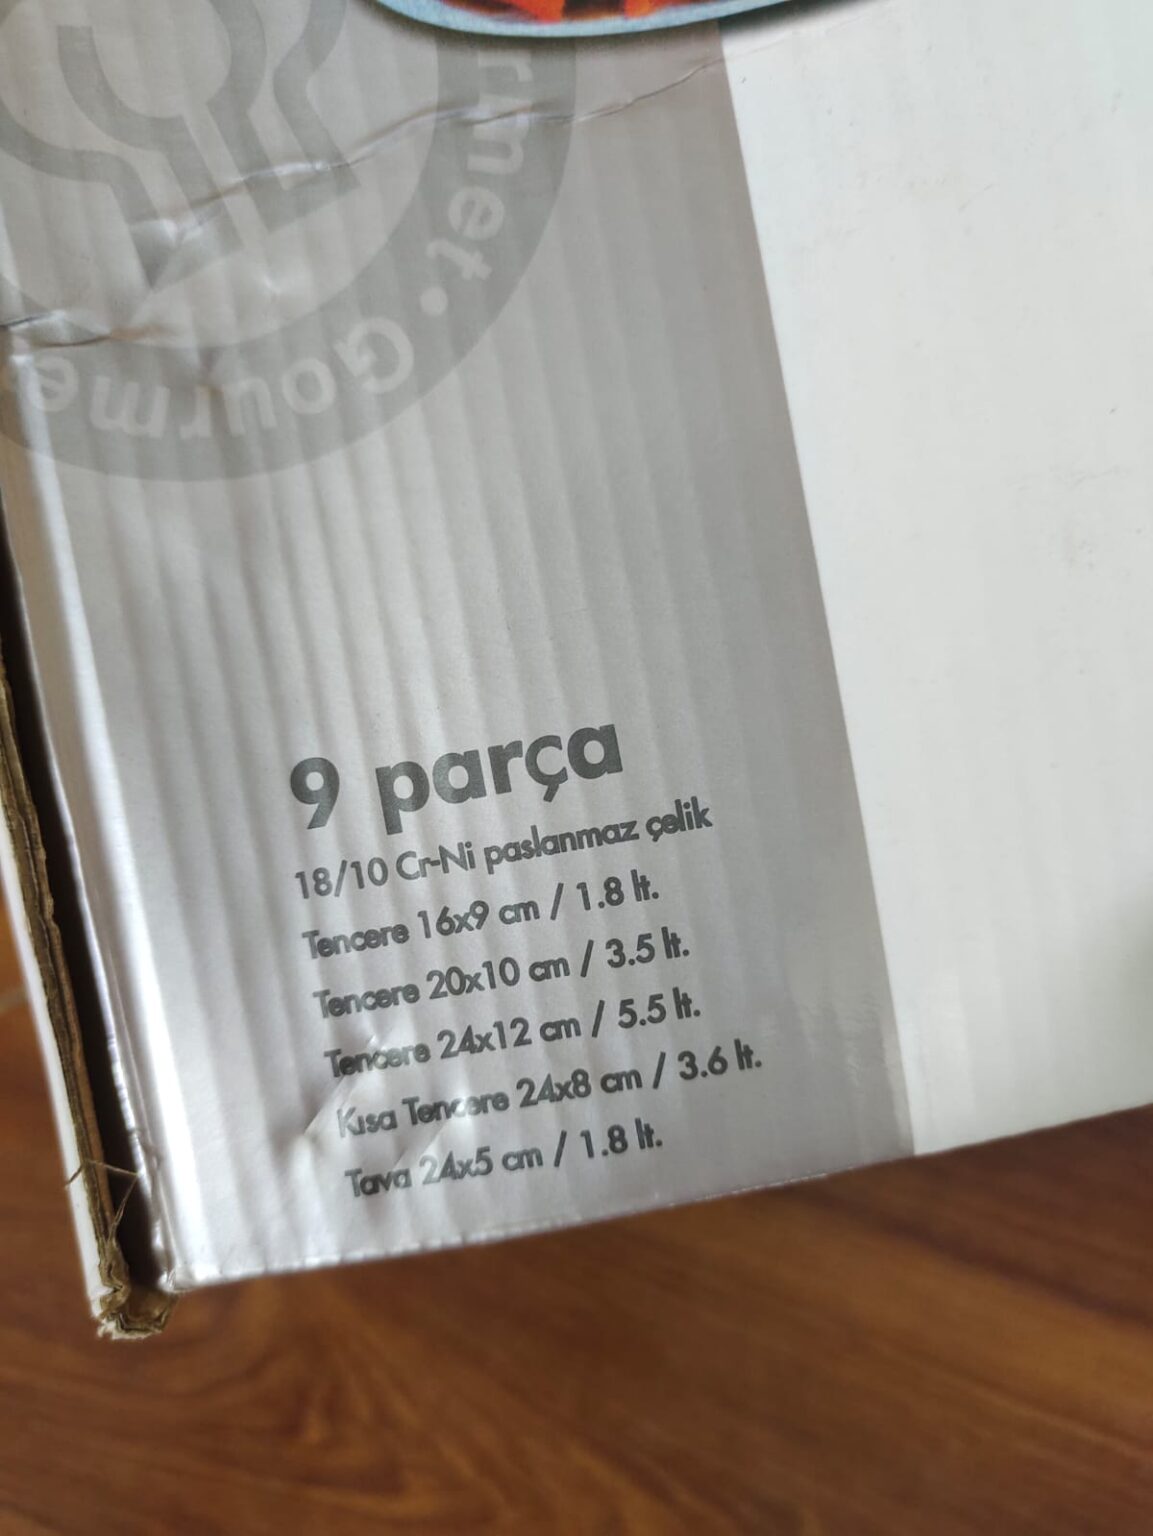 Gourmet • Gourme
9 parça
18/10 Cr-Ni paslanmaz çelik
Tencere 16x9 cm / 1.8 lt.
Tencere 20x10 cm / 3.5 lt.
Tencere 24x12 cm / 5.5 lt.
Kısa Tencere 24x8 cm / 3.6 lt.
Tava 24x5 cm / 1.8 lt.